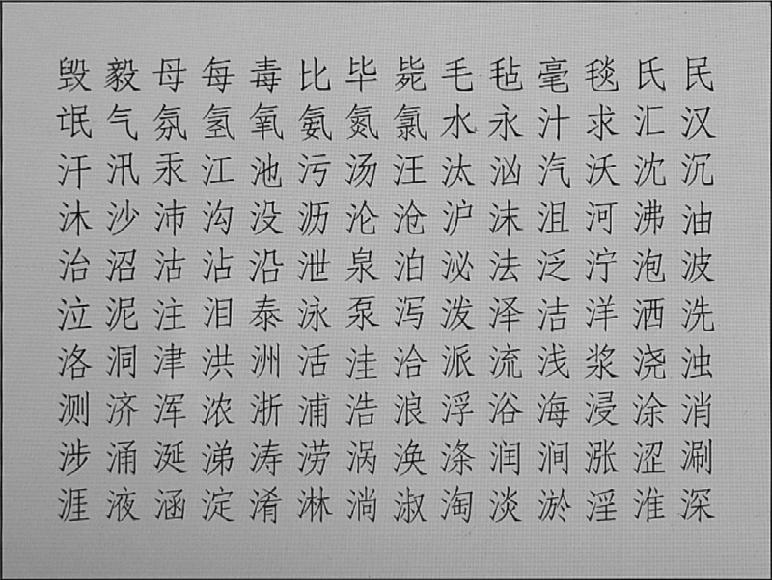 毁毅母每毒比毕毙毛毡毫毯氏民
氓气氛氢氧氨氮氯水永汁求汇汉
汗汛汞江池污汤汪汰汹汽沃沈沉
沐沙沛沟没沥沦沧沪沫沮河沸油
治沼沽沾沿泄泉泊泌法泛泞泡波
泣泥注泪泰泳泵泻泼泽洁洋洒洗
洛洞津洪洲活洼洽派流浅浆浇浊
测济浑浓浙浦浩浪浮浴海浸涂消
涉涌涎涕涛涝涡涣涤润涧涨涩涮
涯液涵淀淆淋淌淑淘淡淤淫淮深